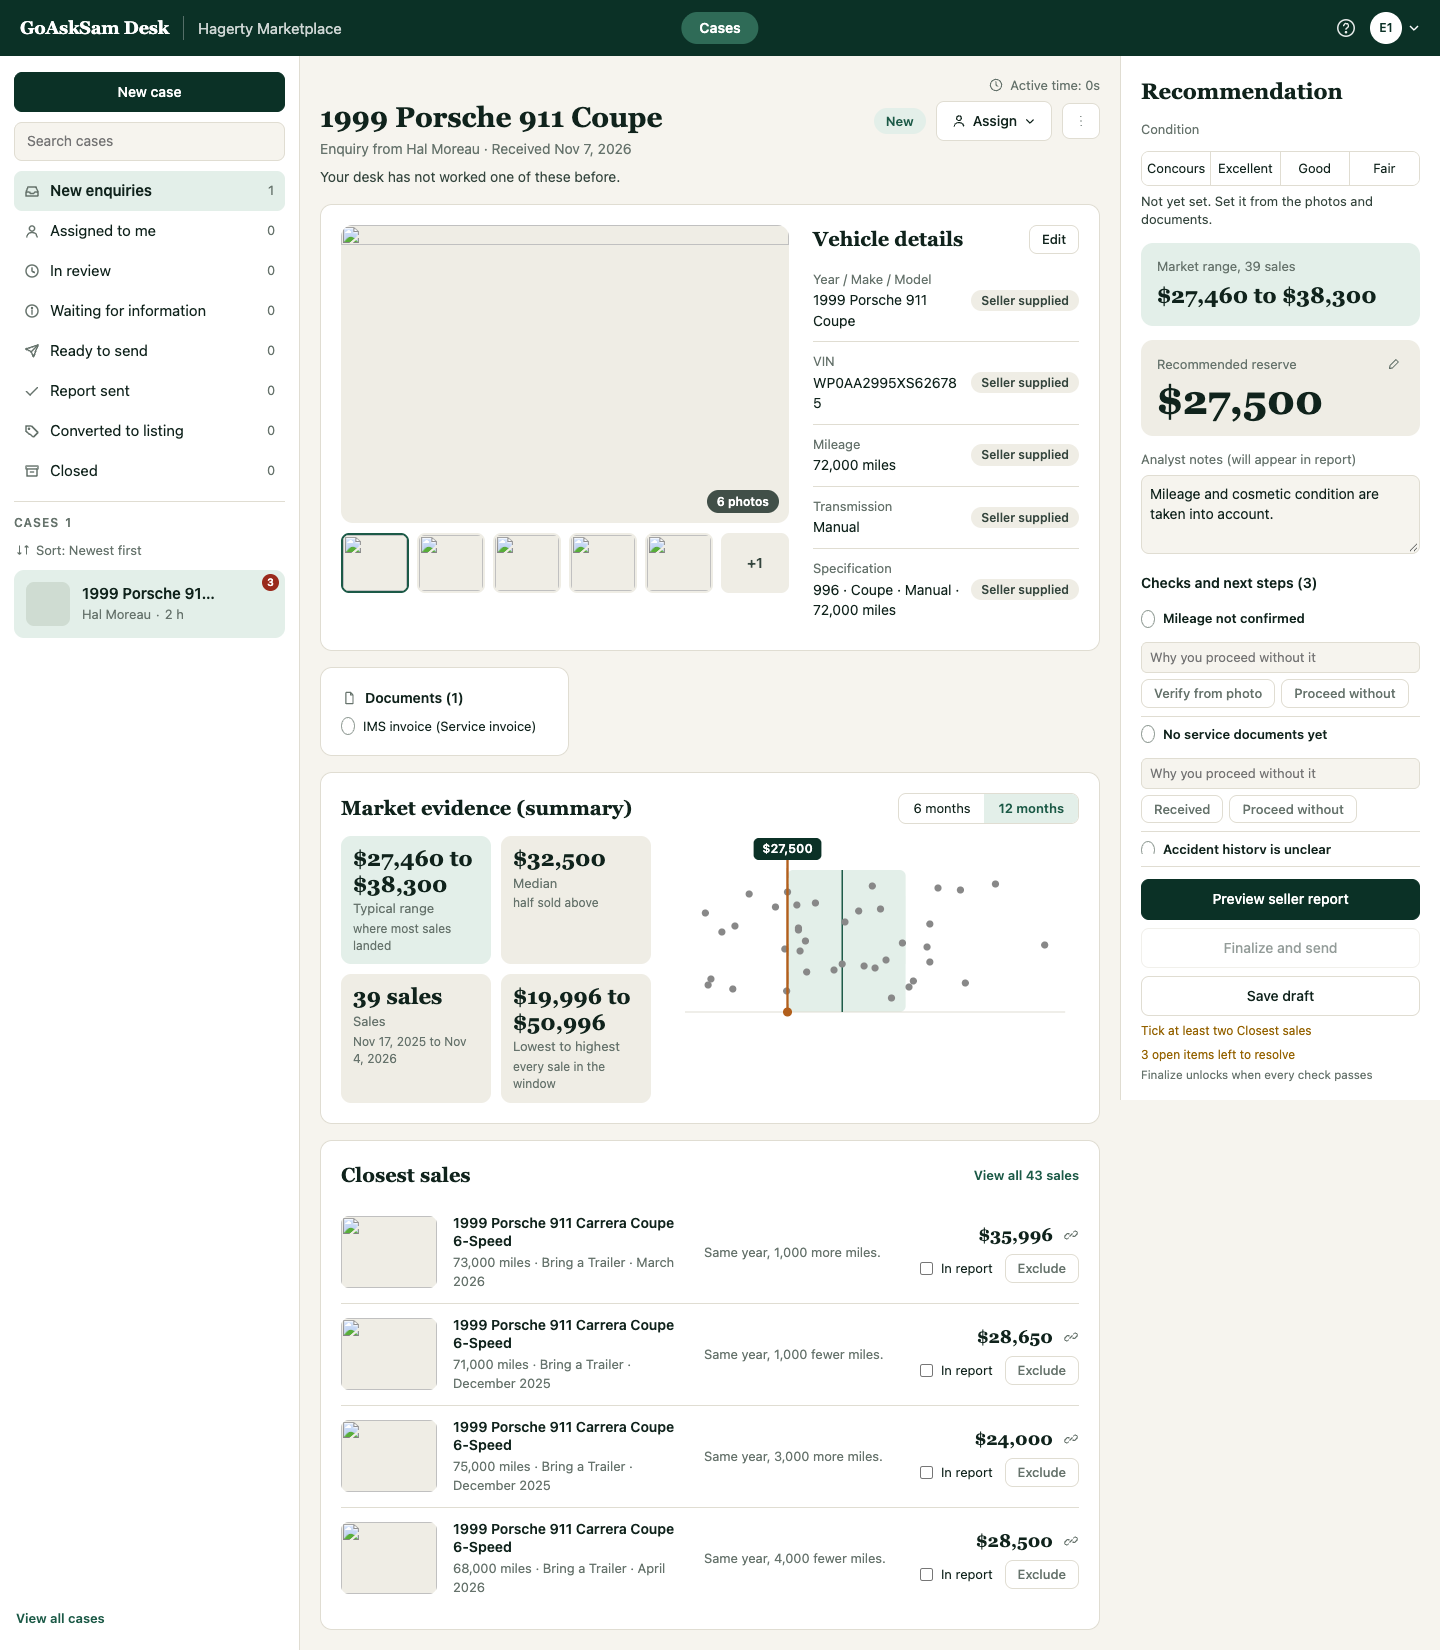 GoAskSam Desk
Hagerty Marketplace
Cases
E1
New case
Search cases
New enquiries 1
Assigned to me 0
In review 0
Waiting for information 0
Ready to send 0
Report sent 0
Converted to listing 0
Closed 0
CASES 1
Sort: Newest first
1999 Porsche 91...
3
Hal Moreau · 2 h
View all cases
Active time: 0s
1999 Porsche 911 Coupe
New
Assign
Enquiry from Hal Moreau · Received Nov 7, 2026
Your desk has not worked one of these before.
6 photos
+1
Vehicle details
Edit
Year / Make / Model
1999 Porsche 911
Coupe
Seller supplied
VIN
WP0AA2995XS62678
5
Seller supplied
Mileage
72,000 miles
Seller supplied
Transmission
Manual
Seller supplied
Specification
996 · Coupe · Manual ·
72,000 miles
Seller supplied
Documents (1)
IMS invoice (Service invoice)
Market evidence (summary)
6 months
12 months
$27,460 to
$38,300
Typical range
where most sales
landed
$32,500
Median
half sold above
39 sales
Sales
Nov 17, 2025 to Nov
4, 2026
$19,996 to
$50,996
Lowest to highest
every sale in the
window
$27,500
Closest sales
View all 43 sales
1999 Porsche 911 Carrera Coupe
6-Speed
73,000 miles · Bring a Trailer · March
2026
Same year, 1,000 more miles.
$35,996
In report
Exclude
1999 Porsche 911 Carrera Coupe
6-Speed
71,000 miles · Bring a Trailer ·
December 2025
Same year, 1,000 fewer miles.
$28,650
In report
Exclude
1999 Porsche 911 Carrera Coupe
6-Speed
75,000 miles · Bring a Trailer ·
December 2025
Same year, 3,000 more miles.
$24,000
In report
Exclude
1999 Porsche 911 Carrera Coupe
6-Speed
68,000 miles · Bring a Trailer · April
2026
Same year, 4,000 fewer miles.
$28,500
In report
Exclude
Recommendation
Condition
Concours
Excellent
Good
Fair
Not yet set. Set it from the photos and
documents.
Market range, 39 sales
$27,460 to $38,300
Recommended reserve
$27,500
Analyst notes (will appear in report)
Mileage and cosmetic condition are
taken into account.
Checks and next steps (3)
Mileage not confirmed
Why you proceed without it
Verify from photo
Proceed without
No service documents yet
Why you proceed without it
Received
Proceed without
Accident history is unclear
Preview seller report
Finalize and send
Save draft
Tick at least two Closest sales
3 open items left to resolve
Finalize unlocks when every check passes